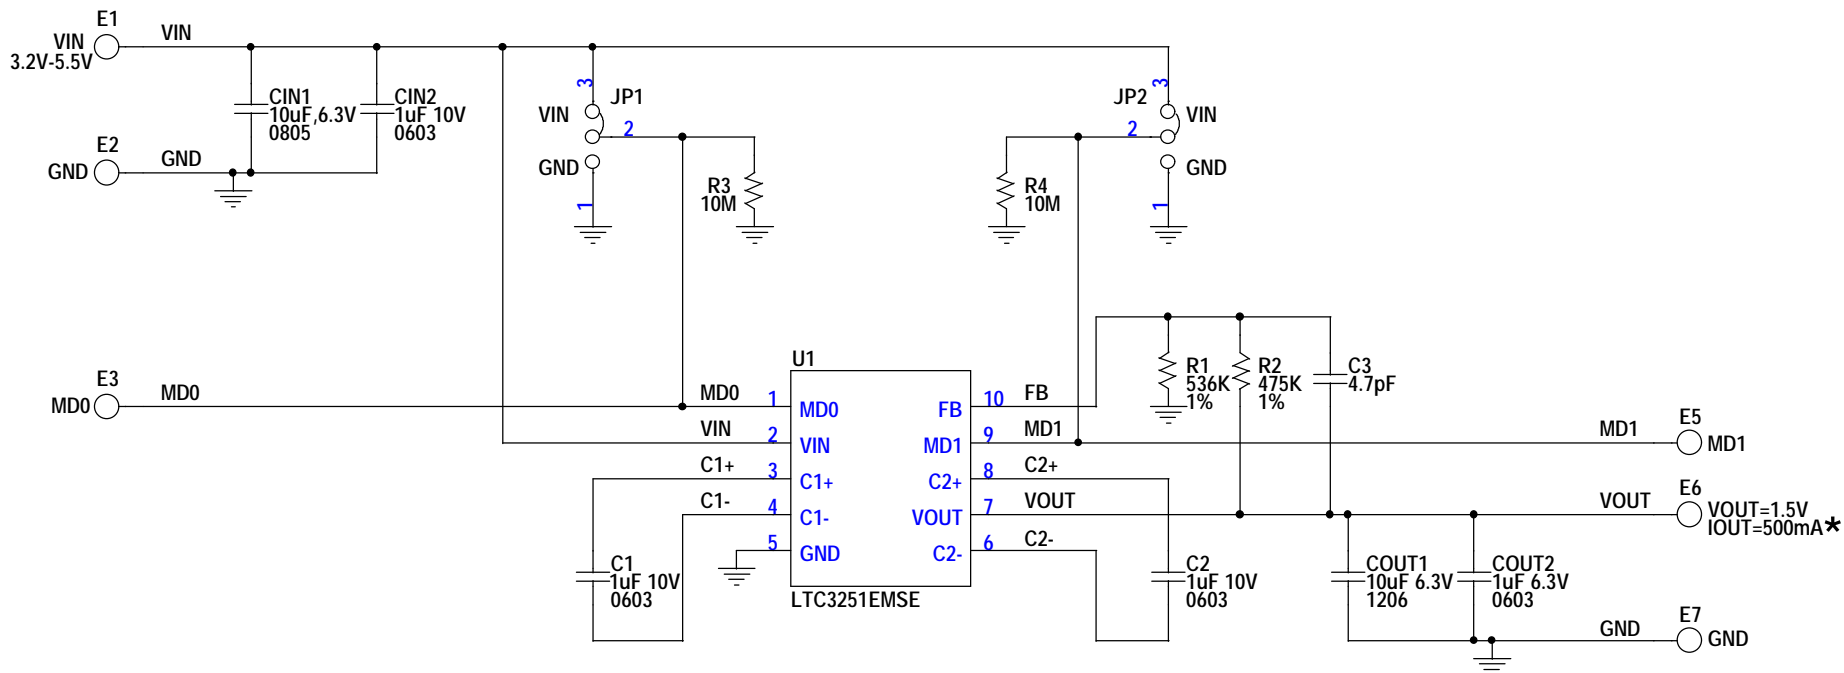 E1
VIN
3.2V-5.5V
VIN
CIN1
10uF,6.3V
0805
CIN2
1uF 10V
0603
E2
GND
GND
3
JP1
VIN
2
GND
1
R3
10M
3
JP2
VIN
2
GND
1
R4
10M
E3
MD0
MD0
U1
MD0
1
MD0
VIN
2
VIN
C1+
3
C1+
C1-
4
C1-
5
GND
LTC3251EMSE
FB
10
FB
MD1
9
MD1
C2+
8
C2+
VOUT
7
VOUT
C2-
6
C2-
C1
1uF 10V
0603
C2
1uF 10V
0603
R1
536K
1%
R2
475K
1%
C3
4.7pF
MD1
E5
MD1
VOUT
E6
VOUT=1.5V
IOUT=500mA*
COUT1
10uF 6.3V
1206
COUT2
1uF 6.3V
0603
GND
E7
GND